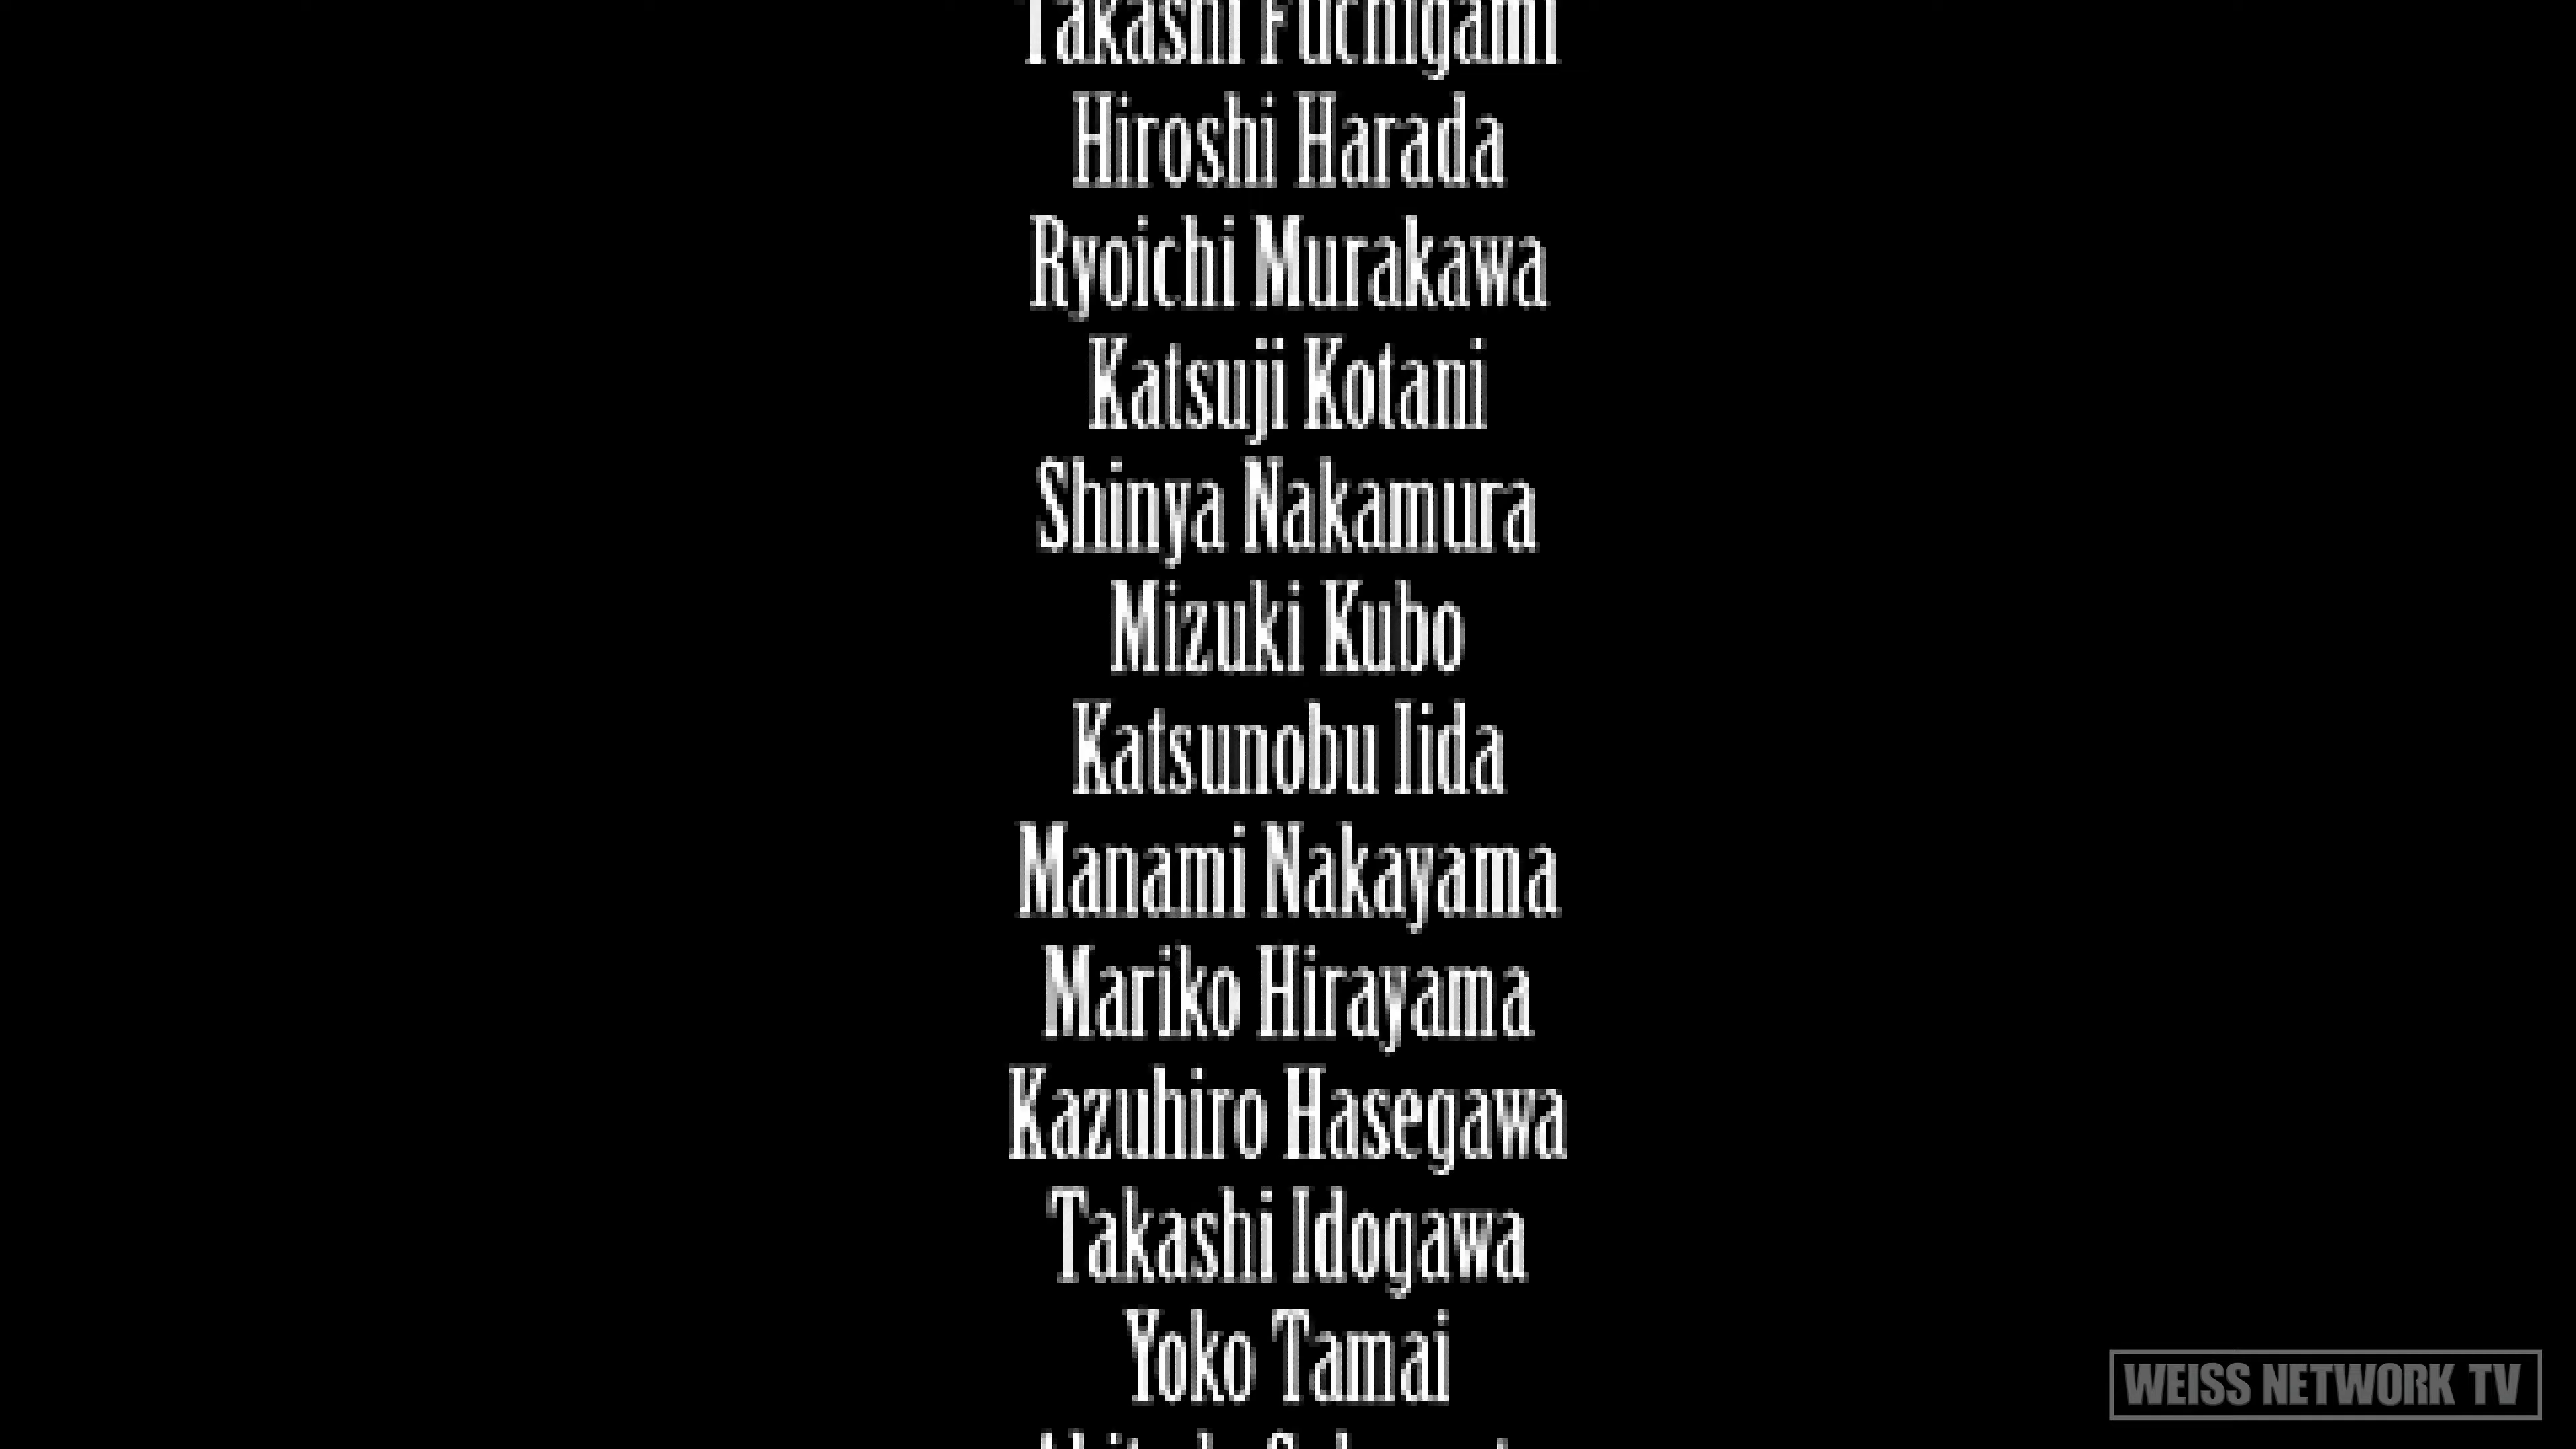 Takashi Fuchigami
Hiroshi Harada
Ryoichi Murakawa
Katsuji Kotani
Shinya Nakamura
Mizuki Kubo
Katsunobu Iida
Manami Nakayama
Mariko Hirayama
Kazuhiro Hasegawa
Takashi Idogawa
Yoko Tamai
WEISS NETWORK TV